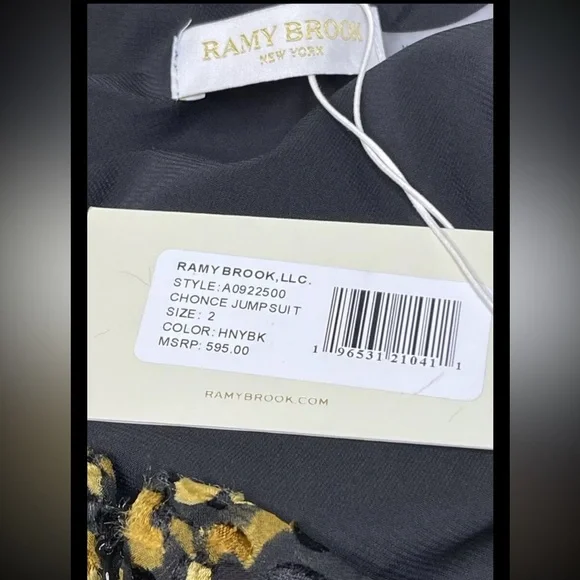 RAMY BROOK
NEW YORK
RAMY BROOK, LLC.
STYLE: A0922500
CHONCE JUMPSUIT
SIZE: 2
COLOR: HNYBK
MSRP: 595.00
1 96531 21041 1
RAMYBROOK.COM